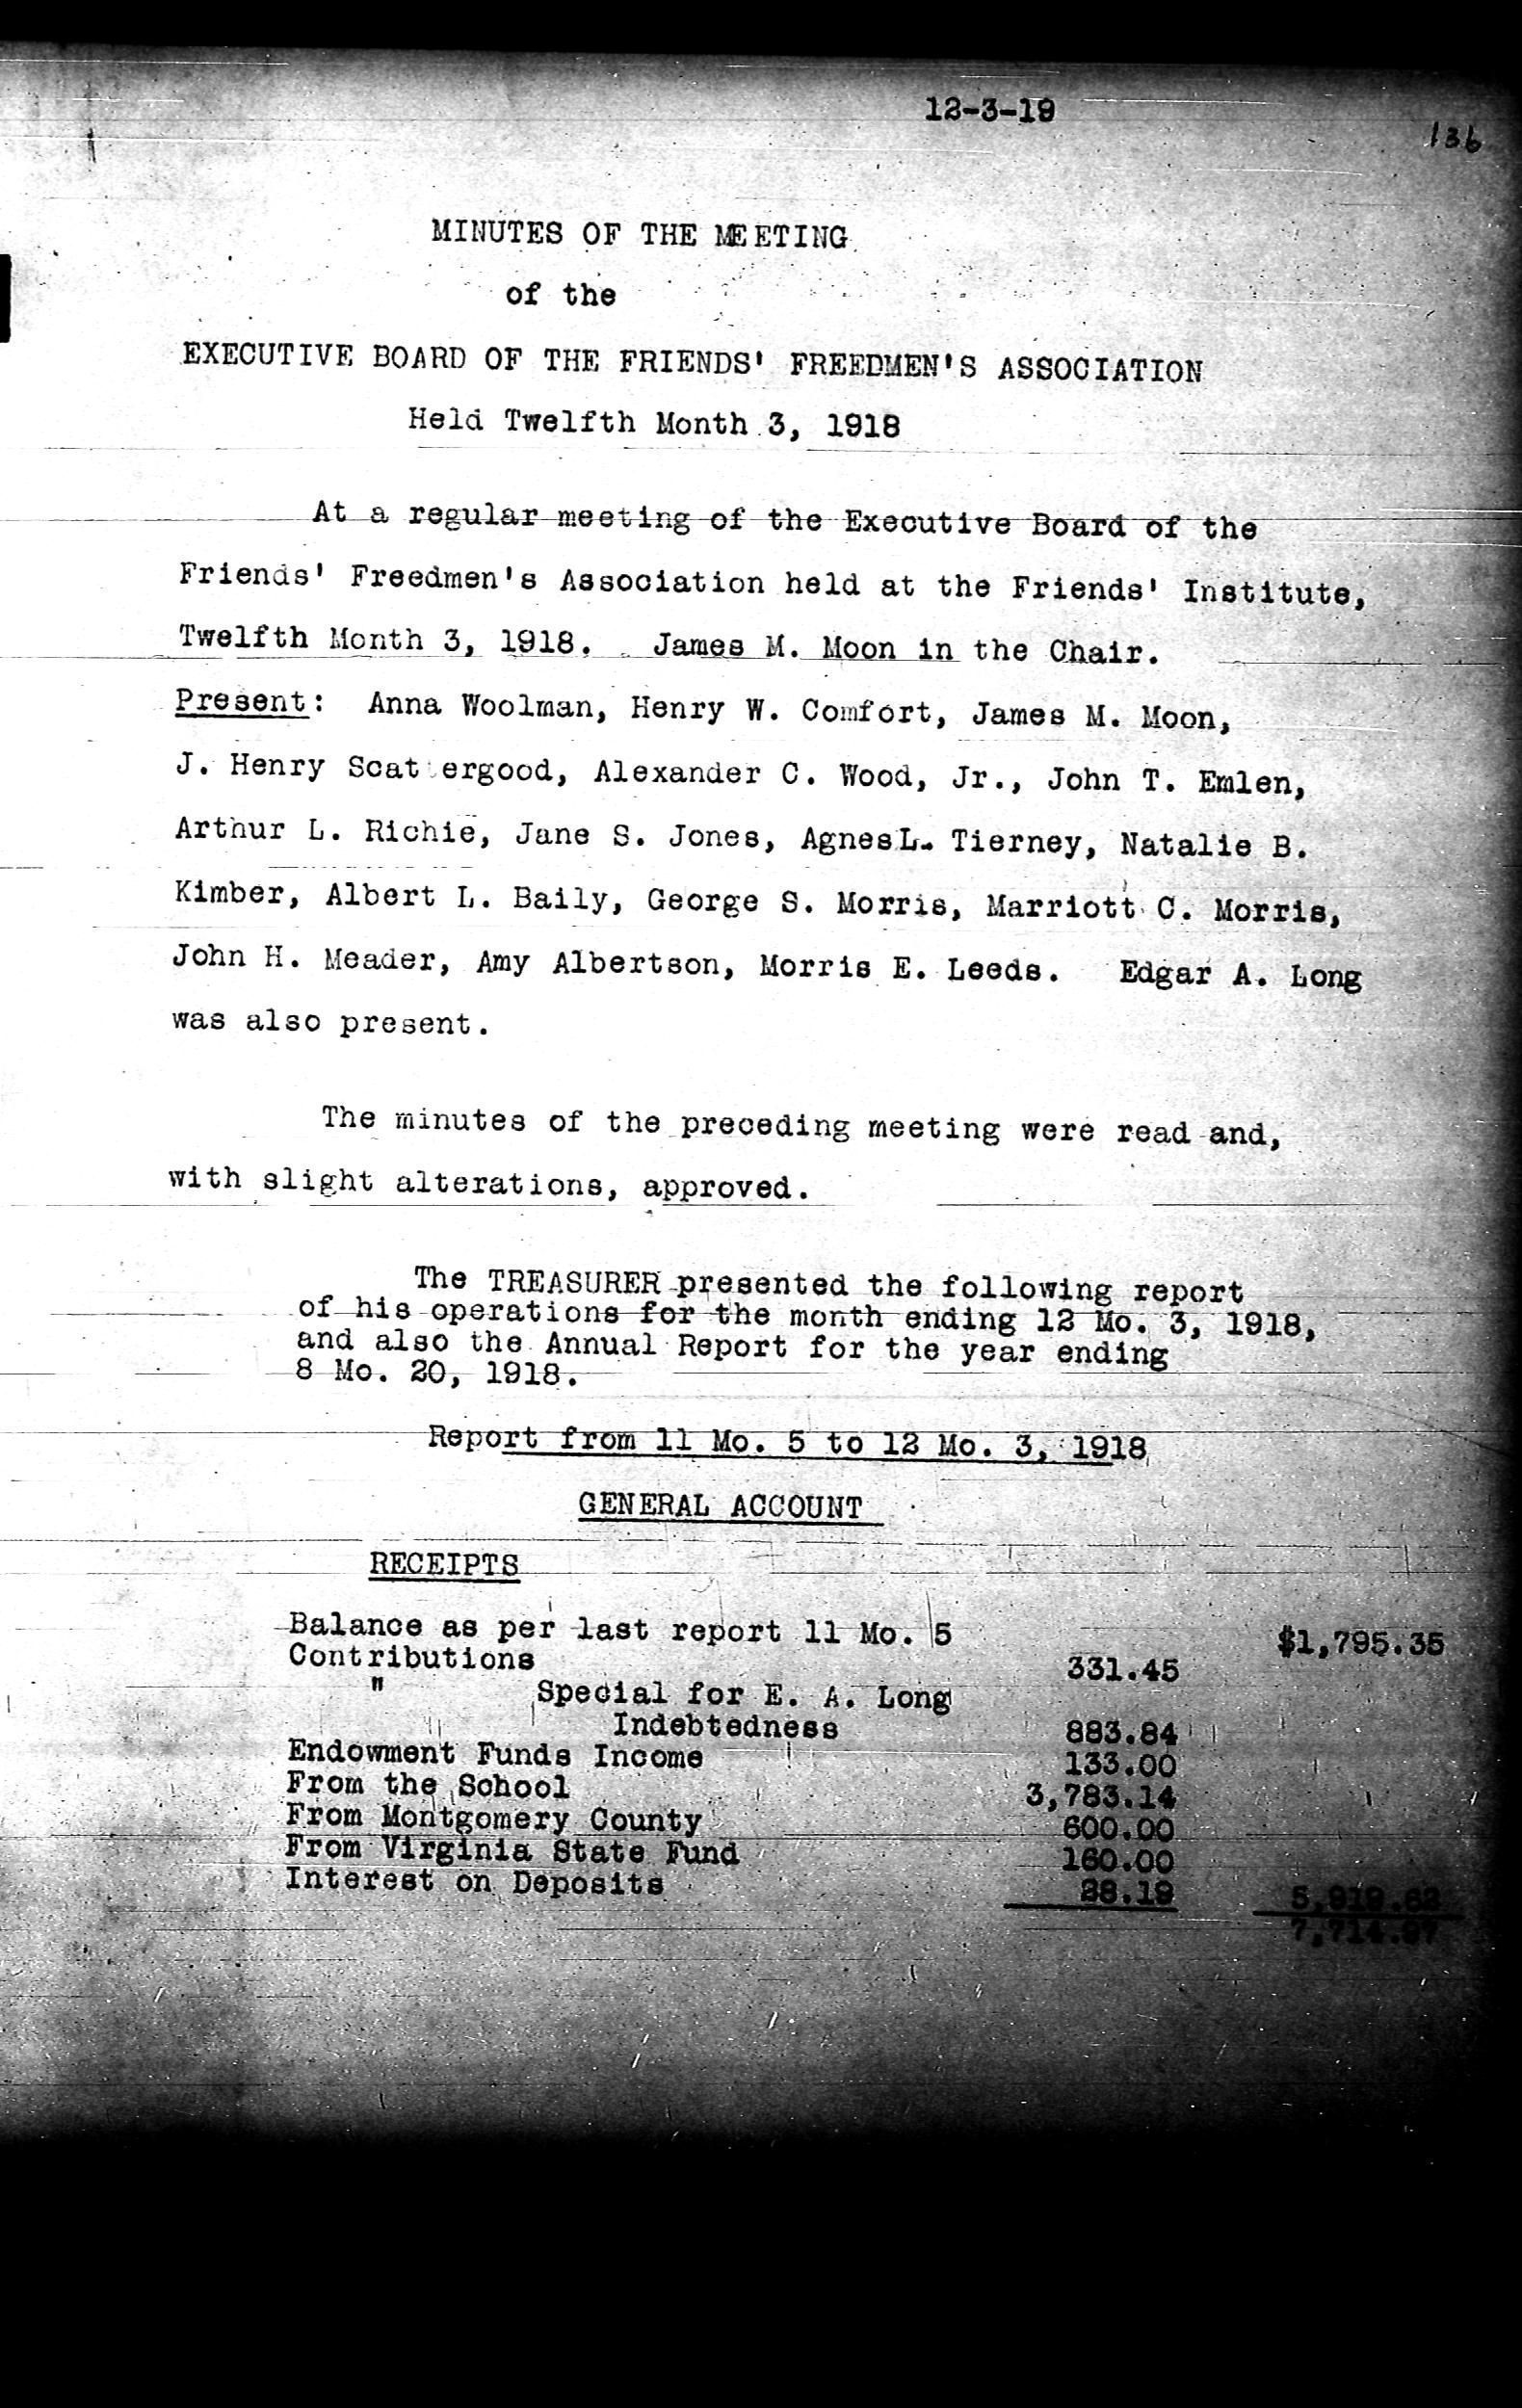 12-3-19
136
MINUTES OF THE MEETING
of the
EXECUTIVE BOARD OF THE FRIENDS' FREEDMEN'S ASSOCIATION
Held Twelfth Month 3, 1918
At a regular meeting of the Executive Board of the
Friends' Freedmen's Association held at the Friends' Institute,
Twelfth Month 3, 1918. James M. Moon in the Chair.
Present: Anna Woolman, Henry W. Comfort, James M. Moon,
J. Henry Scattergood, Alexander C. Wood, Jr., John T. Emlen,
Arthur L. Richie, Jane S. Jones, Agnes L. Tierney, Natalie B.
Kimber, Albert L. Baily, George S. Morris, Marriott C. Morris,
John H. Meader, Amy Albertson, Morris E. Leeds. Edgar A. Long
was also present.
The minutes of the preceding meeting were read and,
with slight alterations, approved.
The TREASURER presented the following report
of his operations for the month ending 12 Mo. 3, 1918,
and also the Annual Report for the year ending
8 Mo. 20, 1918.
Report from 11 Mo. 5 to 12 Mo. 3, 1918
GENERAL ACCOUNT
RECEIPTS
Balance as per last report 11 Mo. 5 $1,795.35
Contributions 331.45
" Special for E. A. Long
Indebtedness 883.84
Endowment Funds Income 133.00
From the School 3,783.14
From Montgomery County 600.00
From Virginia State Fund 160.00
Interest on Deposits 28.19 5,919.62
7,714.97